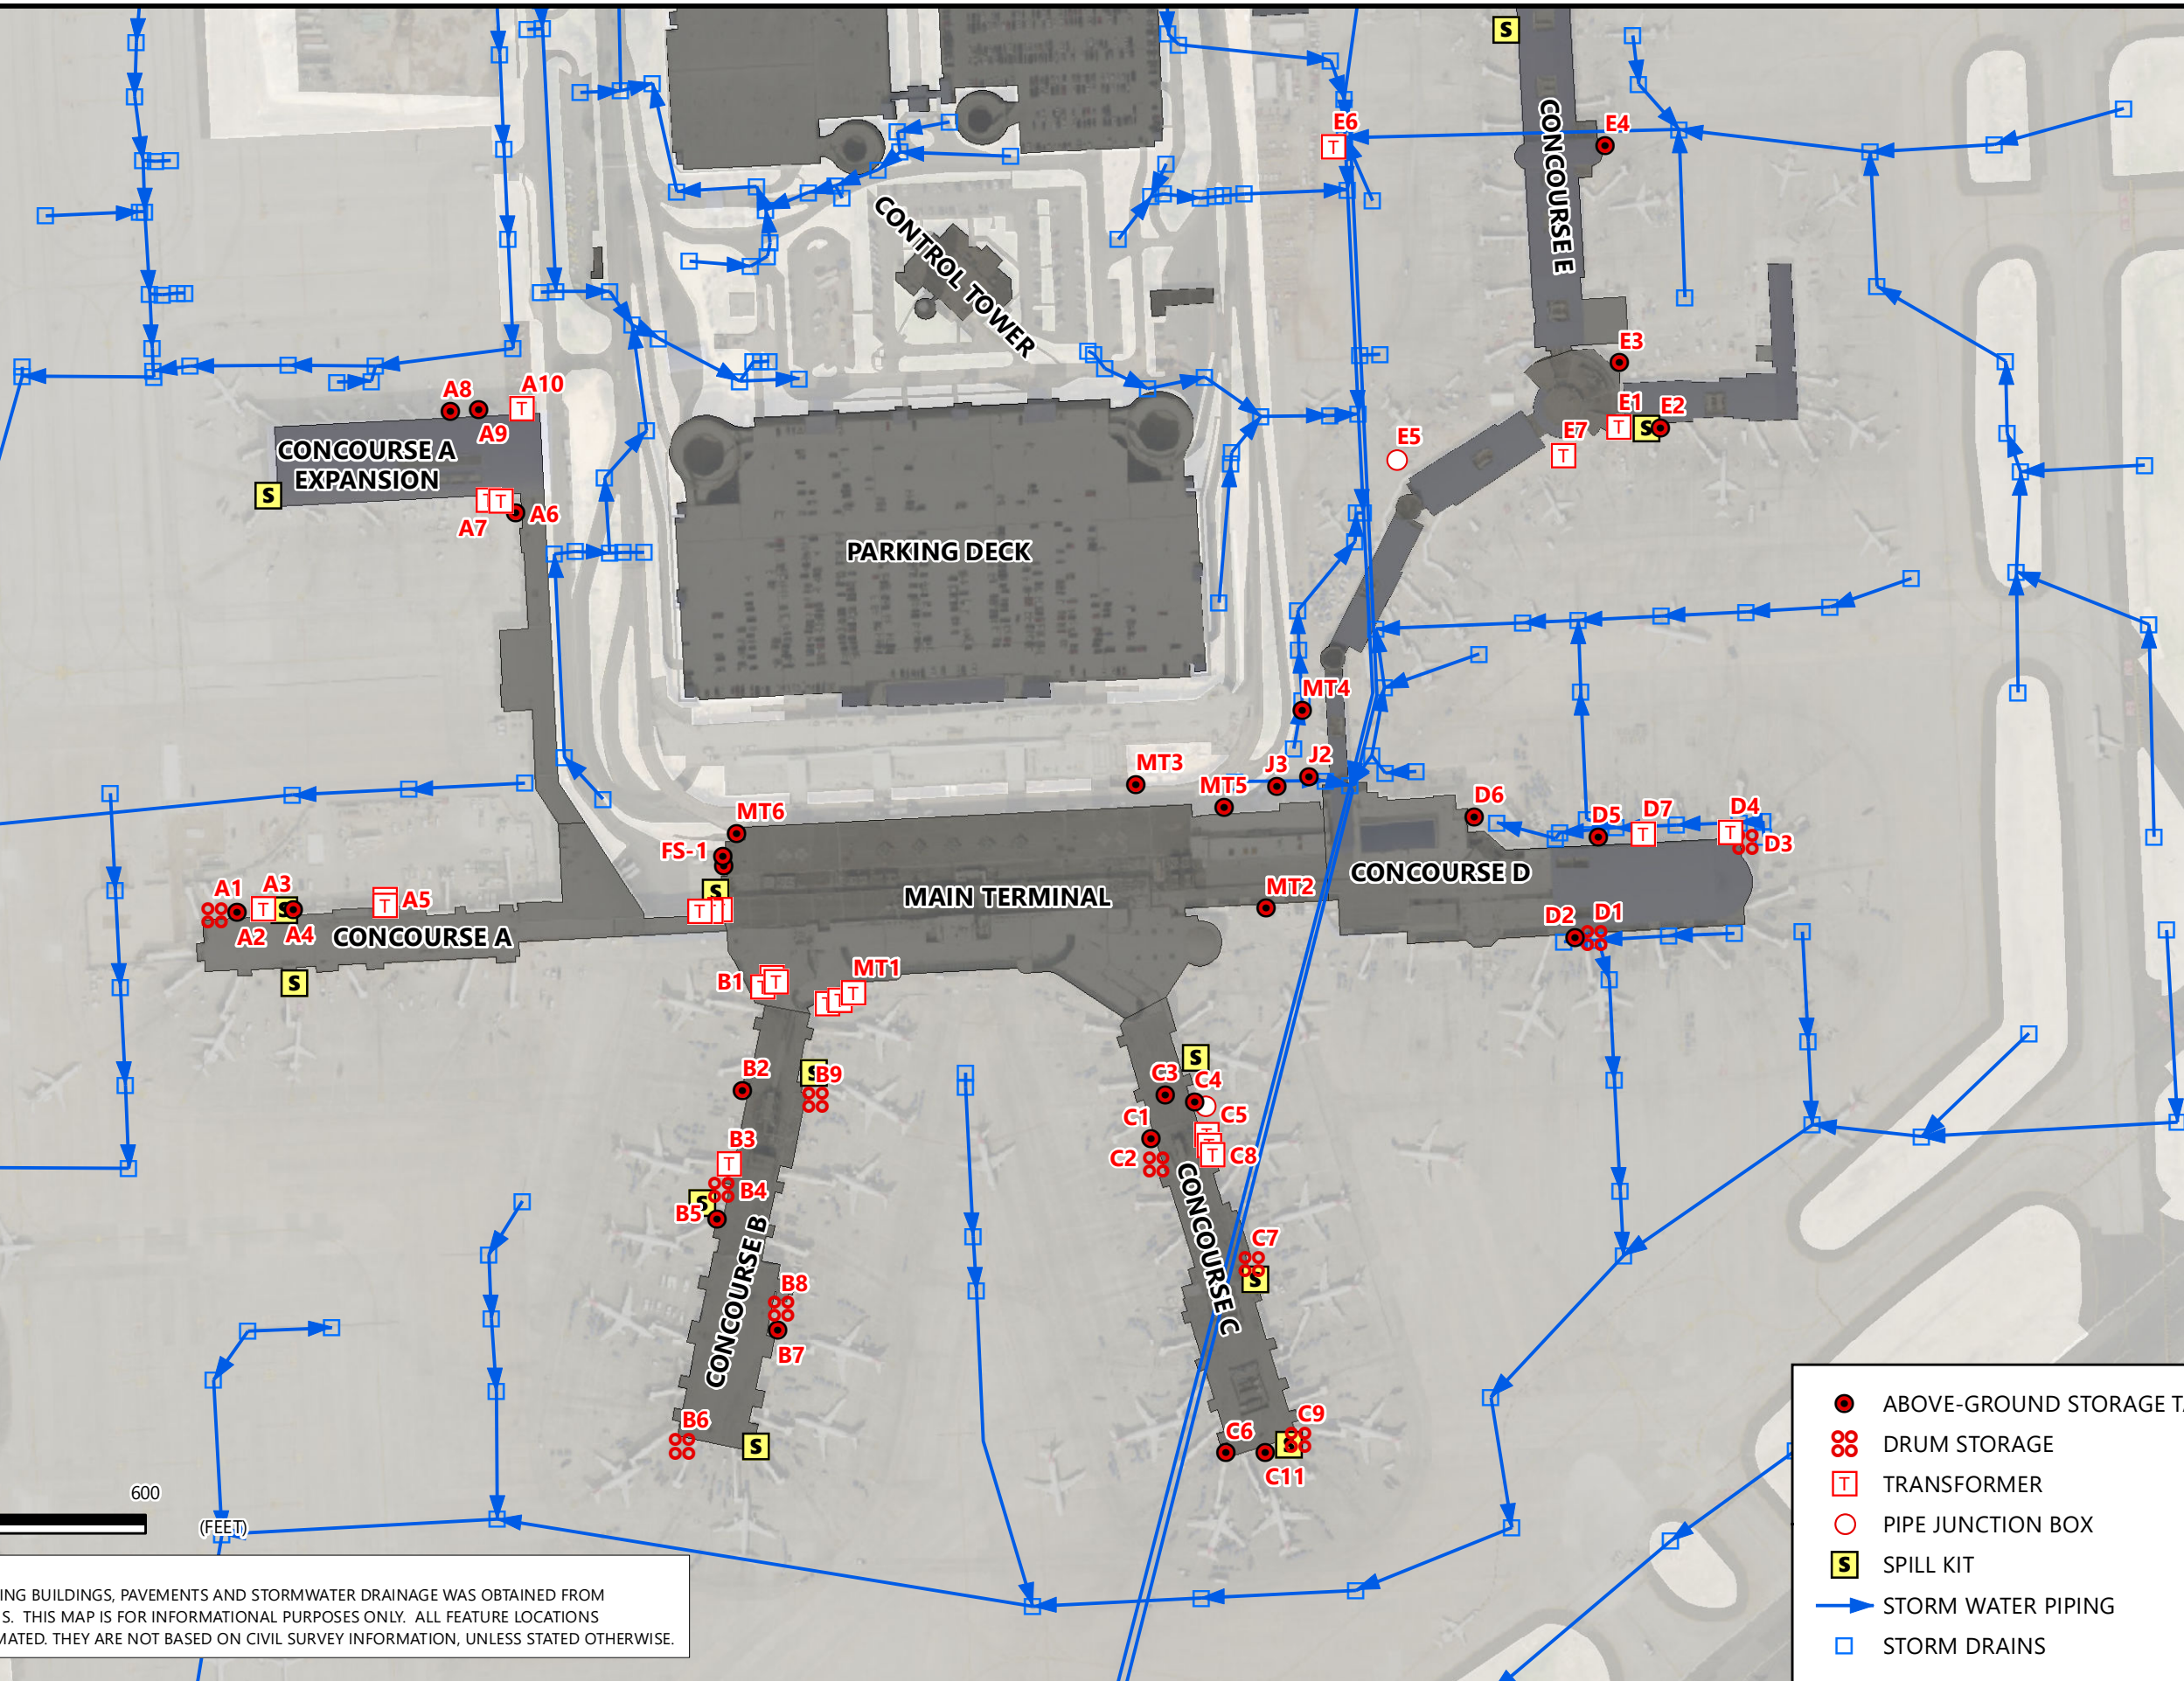 S
CONCOURSE E
E6
T
E4
CONTROL TOWER
E3
A8
A10
T
A9
E1
E2
T
S
E7
T
E5
CONCOURSE A
EXPANSION
S
T
T
A7
A6
PARKING DECK
MT4
MT3
J3
J2
MT5
MT6
D6
D5
D7
T
D4
T
D3
FS-1
S
T
T
T
CONCOURSE D
MAIN TERMINAL
MT2
A1
A3
T
S
T
A5
A2
A4
CONCOURSE A
D2
D1
S
B1
T
T
MT1
T
T
T
B2
S
B9
S
C3
C4
C1
C5
T
T
T
C2
C8
B3
T
B4
S
B5
CONCOURSE B
CONCOURSE C
C7
S
B8
B7
B6
S
C9
S
C6
C11
600
(FEET)
ING BUILDINGS, PAVEMENTS AND STORMWATER DRAINAGE WAS OBTAINED FROM
S. THIS MAP IS FOR INFORMATIONAL PURPOSES ONLY. ALL FEATURE LOCATIONS
MATED. THEY ARE NOT BASED ON CIVIL SURVEY INFORMATION, UNLESS STATED OTHERWISE.
ABOVE-GROUND STORAGE T
DRUM STORAGE
T TRANSFORMER
PIPE JUNCTION BOX
S SPILL KIT
STORM WATER PIPING
STORM DRAINS